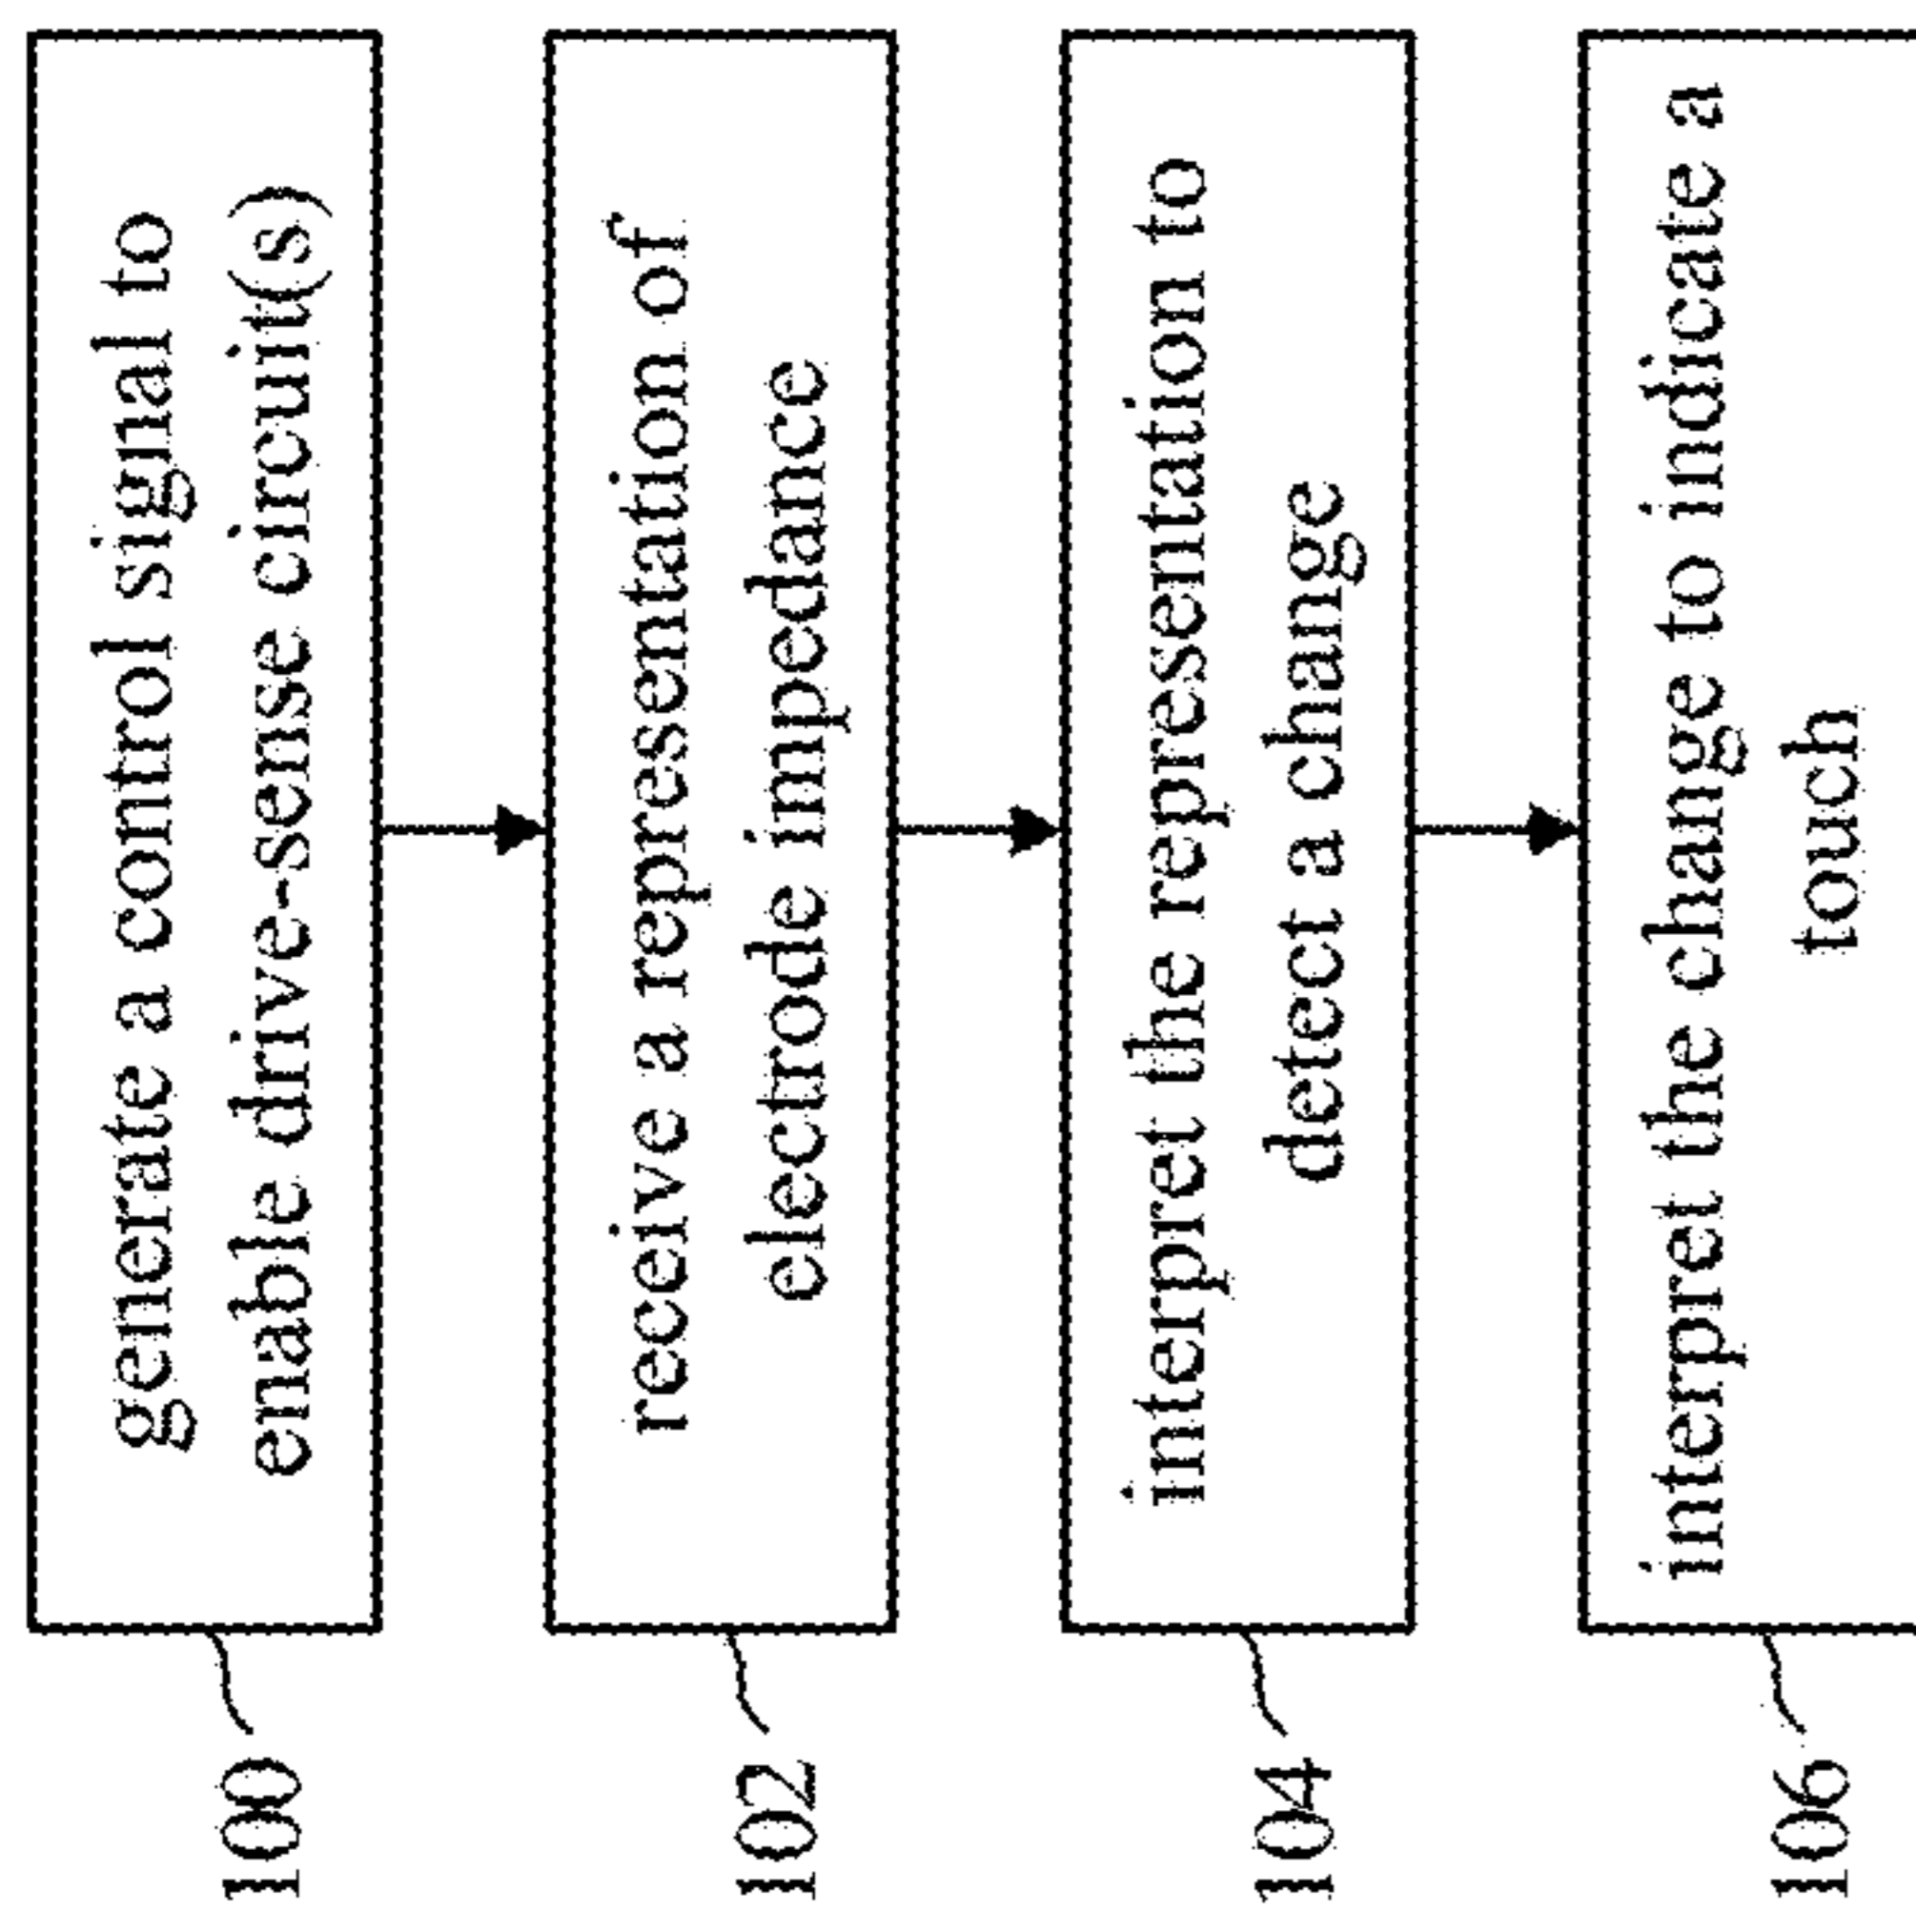 100
generate a control signal to
enable drive-sense circuit(s)
102
receive a representation of
electrode impedance
104
interpret the representation to
detect a change
106
interpret the change to indicate a
touch